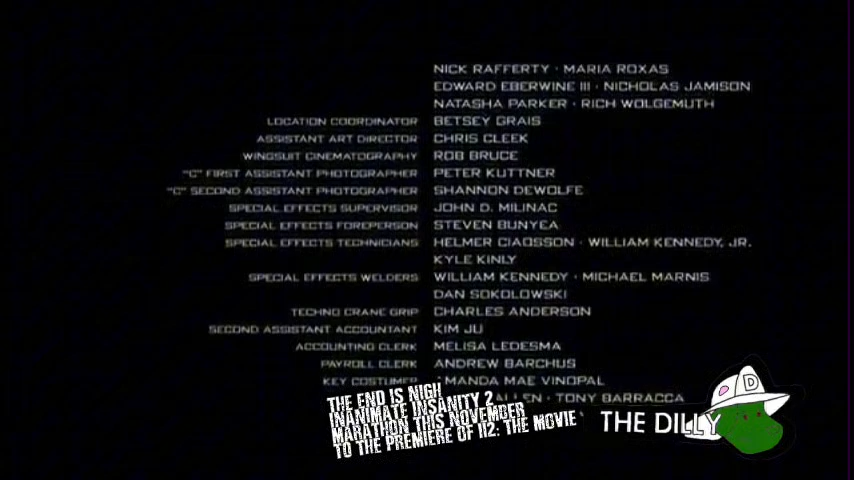 NICK RAFFERTY · MARIA ROXAS
EDWARD EBERWINE III · NICHOLAS JAMISON
NATASHA PARKER · RICH WOLGEMUTH
LOCATION COORDINATOR BETSEY GRAIS
ASSISTANT ART DIRECTOR CHRIS CLEEK
WINGSUIT CINEMATOGRAPHY ROB BRUCE
"C" FIRST ASSISTANT PHOTOGRAPHER PETER KUTTNER
"C" SECOND ASSISTANT PHOTOGRAPHER SHANNON DEWOLFE
SPECIAL EFFECTS SUPERVISOR JOHN D. MILINAC
SPECIAL EFFECTS FOREPERSON STEVEN BUNYEA
SPECIAL EFFECTS TECHNICIANS HELMER CIAOSSON · WILLIAM KENNEDY, JR.
KYLE KINLY
SPECIAL EFFECTS WELDERS WILLIAM KENNEDY · MICHAEL MARNIS
DAN SOKOLOWSKI
TECHNO CRANE GRIP CHARLES ANDERSON
SECOND ASSISTANT ACCOUNTANT KIM JU
ACCOUNTING CLERK MELISA LEDESMA
PAYROLL CLERK ANDREW BARCHUS
KEY COSTUMER AMANDA MAE VINOPAL
ALLEN · TONY BARRACCA
THE END IS NIGH
INANIMATE INSANITY 2
MARATHON THIS NOVEMBER
TO THE PREMIERE OF II2: THE MOVIE
THE DILLY
D